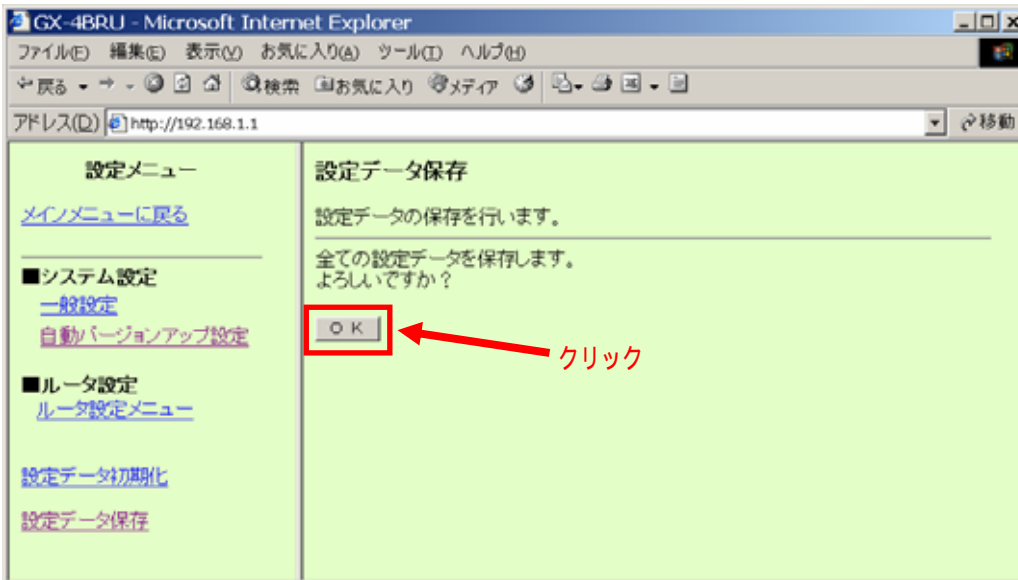 GX-4BRU - Microsoft Internet Explorer
ファイル(F) 編集(E) 表示(V) お気に入り(A) ツール(T) ヘルプ(H)
戻る 検索 お気に入り メディア
アドレス(D) http://192.168.1.1 移動
設定メニュー
メインメニューに戻る
■システム設定
一般設定
自動バージョンアップ設定
■ルータ設定
ルータ設定メニュー
設定データ初期化
設定データ保存
設定データ保存
設定データの保存を行います。
全ての設定データを保存します。
よろしいですか？
ＯＫ
クリック